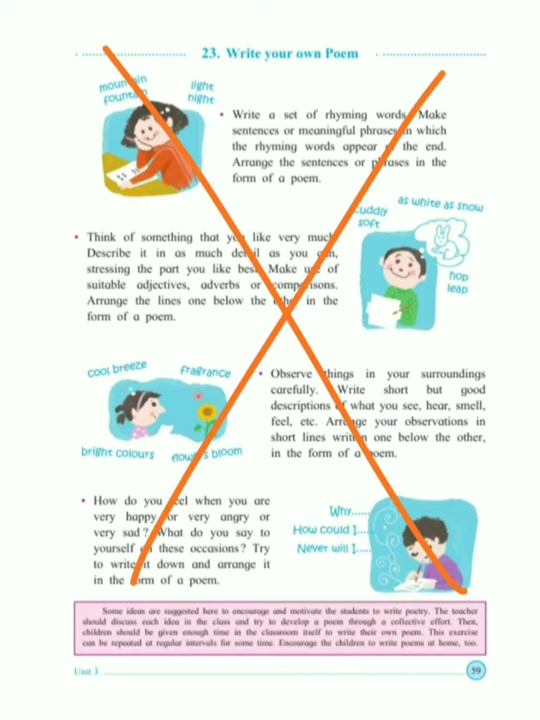 23. Write your own Poem
mountain
fountain
light
night
• Write a set of rhyming words. Make
sentences or meaningful phrases in which
the rhyming words appear at the end.
Arrange the sentences or phrases in the
form of a poem.
cuddly
soft
as white as snow
hop
leap
• Think of something that you like very much.
Describe it in as much detail as you can,
stressing the part you like best. Make use of
suitable adjectives, adverbs or comparisons.
Arrange the lines one below the other in the
form of a poem.
cool breeze
fragrance
bright colours
flowers bloom
• Observe things in your surroundings
carefully. Write short but good
descriptions of what you see, hear, smell,
feel, etc. Arrange your observations in
short lines written one below the other,
in the form of a poem.
• How do you feel when you are
very happy or very angry or
very sad? What do you say to
yourself on these occasions? Try
to write it down and arrange it
in the form of a poem.
Why......
How could I.....
Never will I.....
Some ideas are suggested here to encourage and motivate the students to write poetry. The teacher
should discuss each idea in the class and try to develop a poem through a collective effort. Then,
children should be given enough time in the classroom itself to write their own poem. This exercise
can be repeated at regular intervals for some time. Encourage the children to write poems at home, too.
Unit 3
59